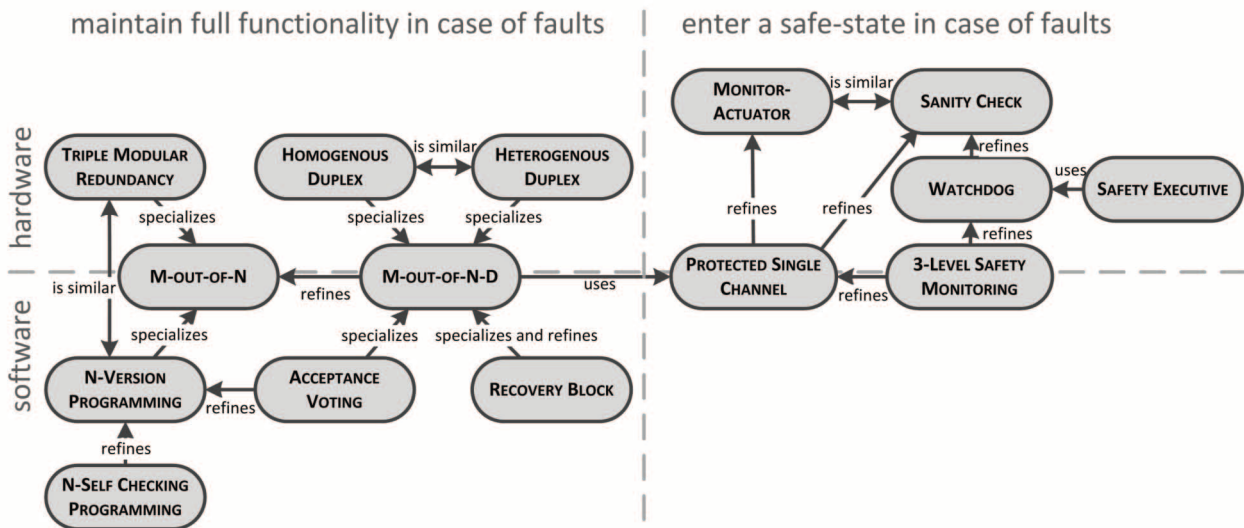 maintain full functionality in case of faults
enter a safe-state in case of faults
hardware
software
MONITOR-
ACTUATOR
is similar
SANITY CHECK
TRIPLE MODULAR
REDUNDANCY
HOMOGENOUS
DUPLEX
is similar
HETEROGENOUS
DUPLEX
refines
WATCHDOG
uses
SAFETY EXECUTIVE
specializes
specializes
specializes
refines
refines
refines
M-OUT-OF-N
M-OUT-OF-N-D
PROTECTED SINGLE
CHANNEL
3-LEVEL SAFETY
MONITORING
is similar
refines
uses
refines
specializes
specializes
specializes and refines
N-VERSION
PROGRAMMING
refines
ACCEPTANCE
VOTING
RECOVERY BLOCK
refines
N-SELF CHECKING
PROGRAMMING